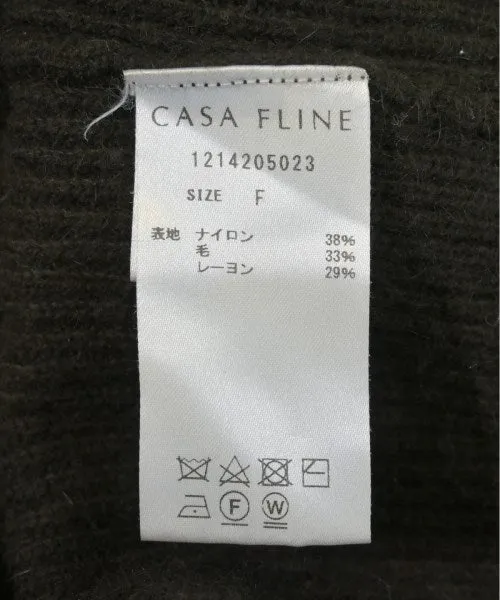 CASA FLINE
1214205023
SIZE F
表地 ナイロン 38%
毛 33%
レーヨン 29%
F W